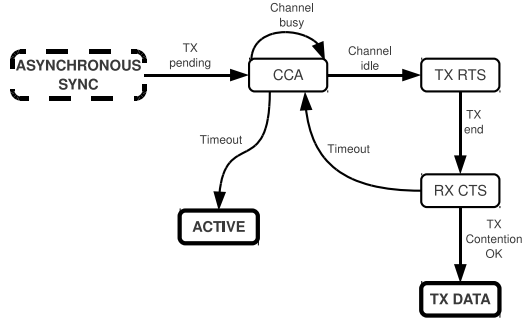 Channel
busy
ASYNCHRONOUS
SYNC
TX
pending
CCA
Channel
idle
TX RTS
TX
end
Timeout
Timeout
RX CTS
ACTIVE
TX
Contention
OK
TX DATA